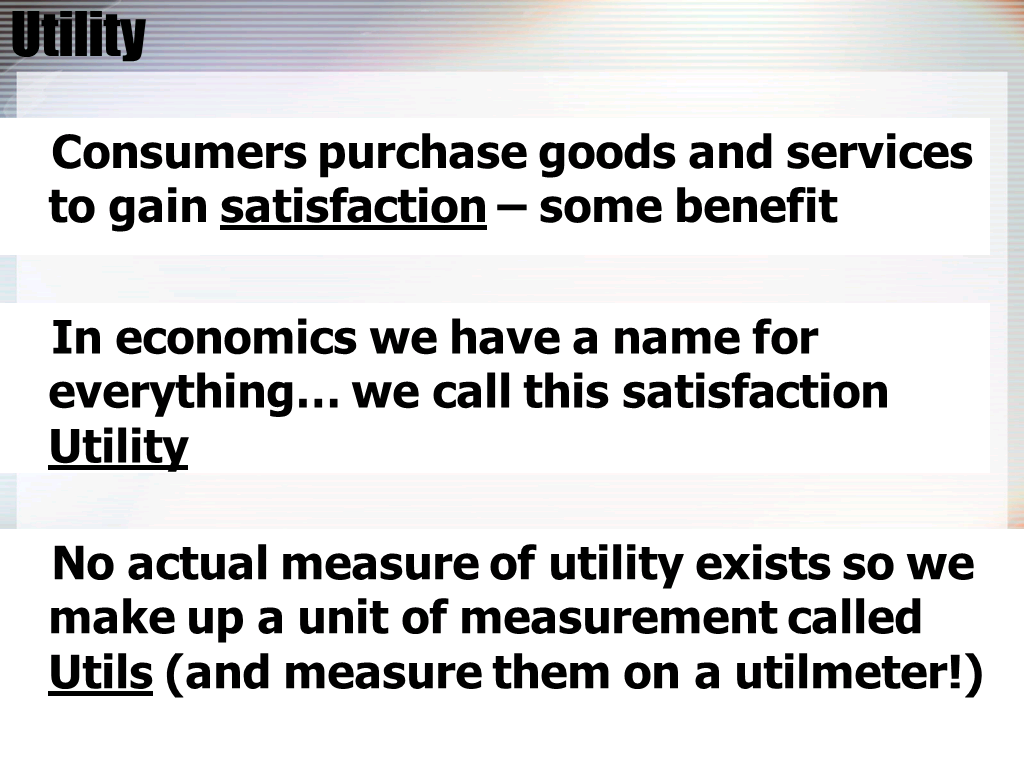 Utility
Consumers purchase goods and services
to gain satisfaction – some benefit
In economics we have a name for
everything… we call this satisfaction
Utility
No actual measure of utility exists so we
make up a unit of measurement called
Utils (and measure them on a utilmeter!)